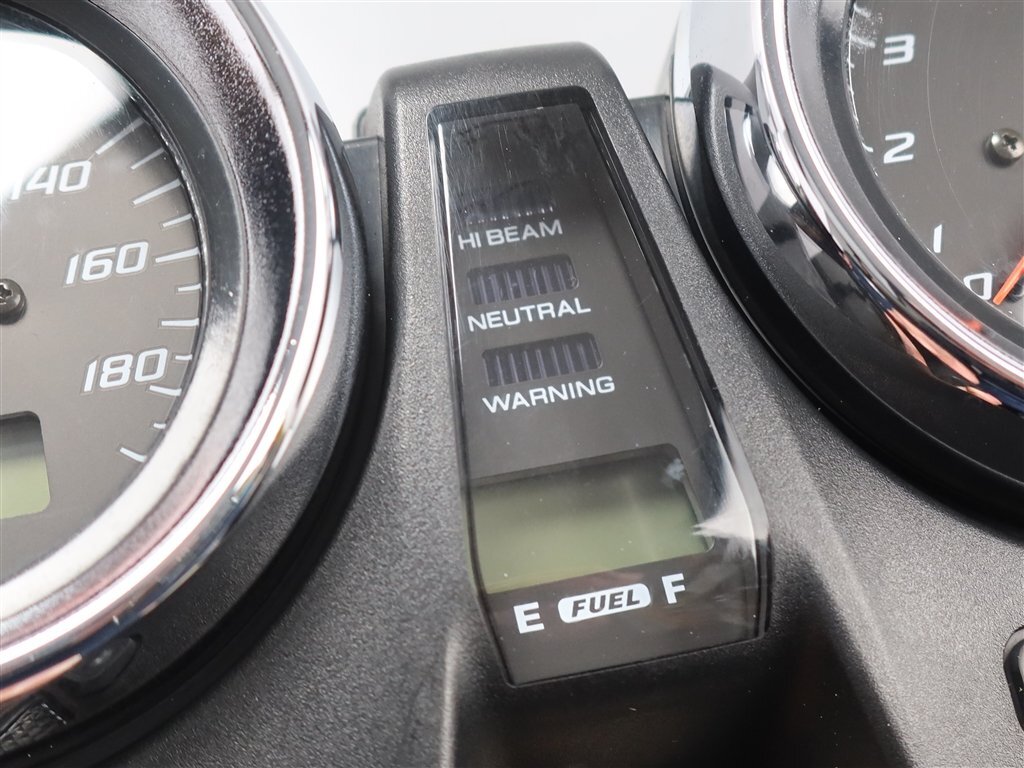 140
160
180
HI BEAM
NEUTRAL
WARNING
E FUEL F
3
2
1
0